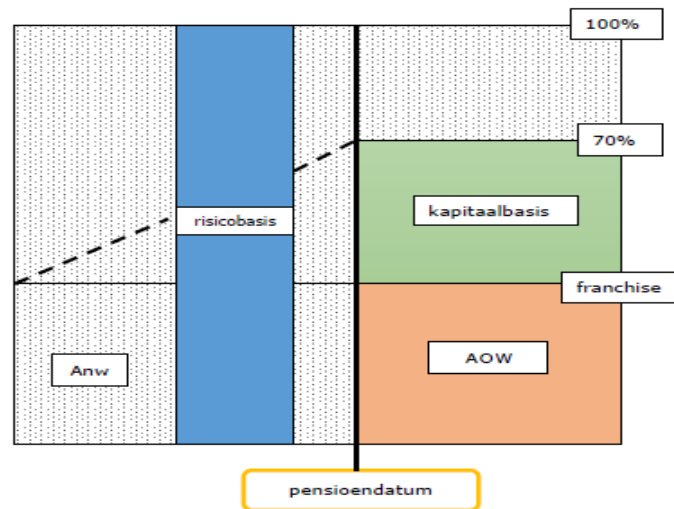 100%
70%
risicobasis
kapitaalbasis
franchise
Anw
AOW
pensioendatum